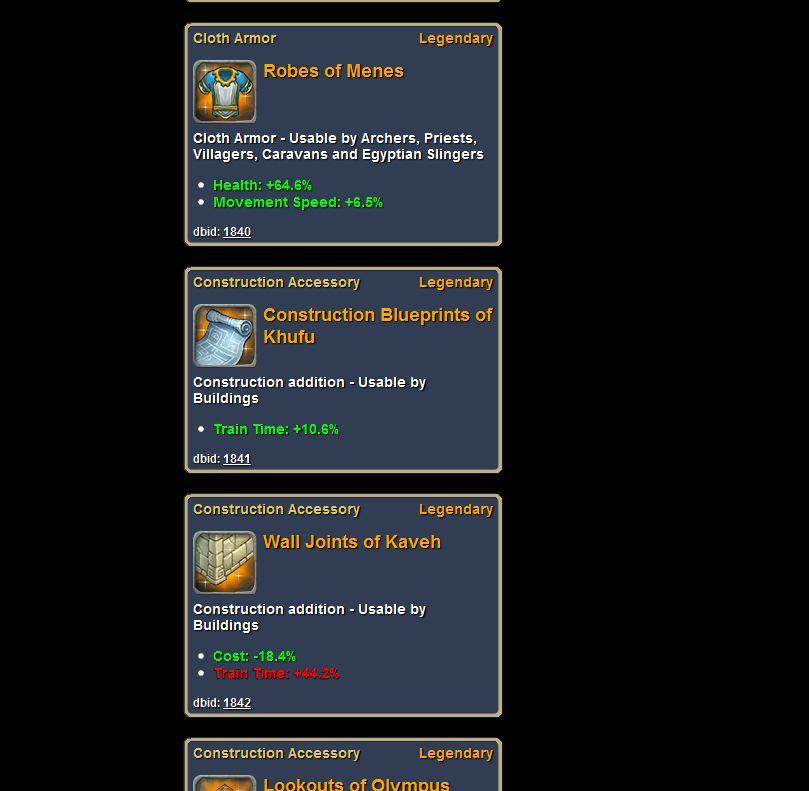 Cloth Armor Legendary
Robes of Menes
Cloth Armor - Usable by Archers, Priests,
Villagers, Caravans and Egyptian Slingers
Health: +64.6%
Movement Speed: +6.5%
dbid: 1840
Construction Accessory Legendary
Construction Blueprints of
Khufu
Construction addition - Usable by
Buildings
Train Time: +10.6%
dbid: 1841
Construction Accessory Legendary
Wall Joints of Kaveh
Construction addition - Usable by
Buildings
Cost: -18.4%
Train Time: +44.2%
dbid: 1842
Construction Accessory Legendary
Lookouts of Olympus